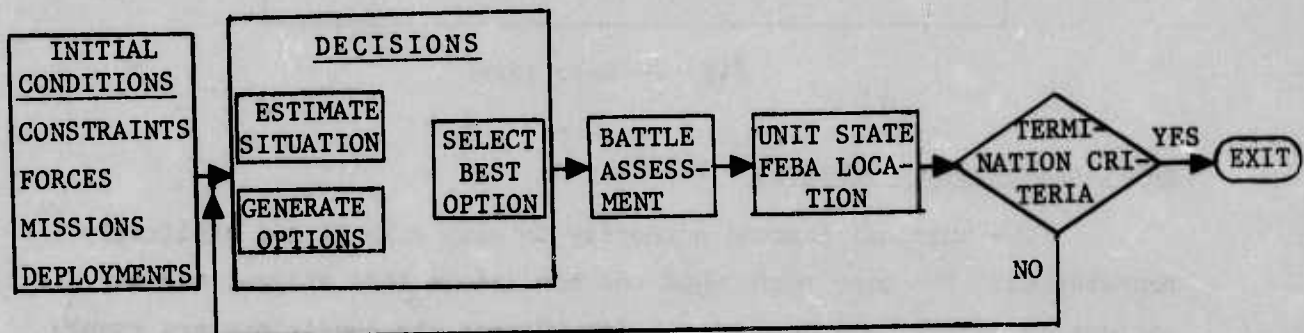 INITIAL
CONDITIONS
CONSTRAINTS
FORCES
MISSIONS
DEPLOYMENTS
DECISIONS
ESTIMATE
SITUATION
GENERATE
OPTIONS
SELECT
BEST
OPTION
BATTLE
ASSESS-
MENT
UNIT STATE
FEBA LOCA-
TION
TERMI-
NATION CRI-
TERIA
YES
EXIT
NO